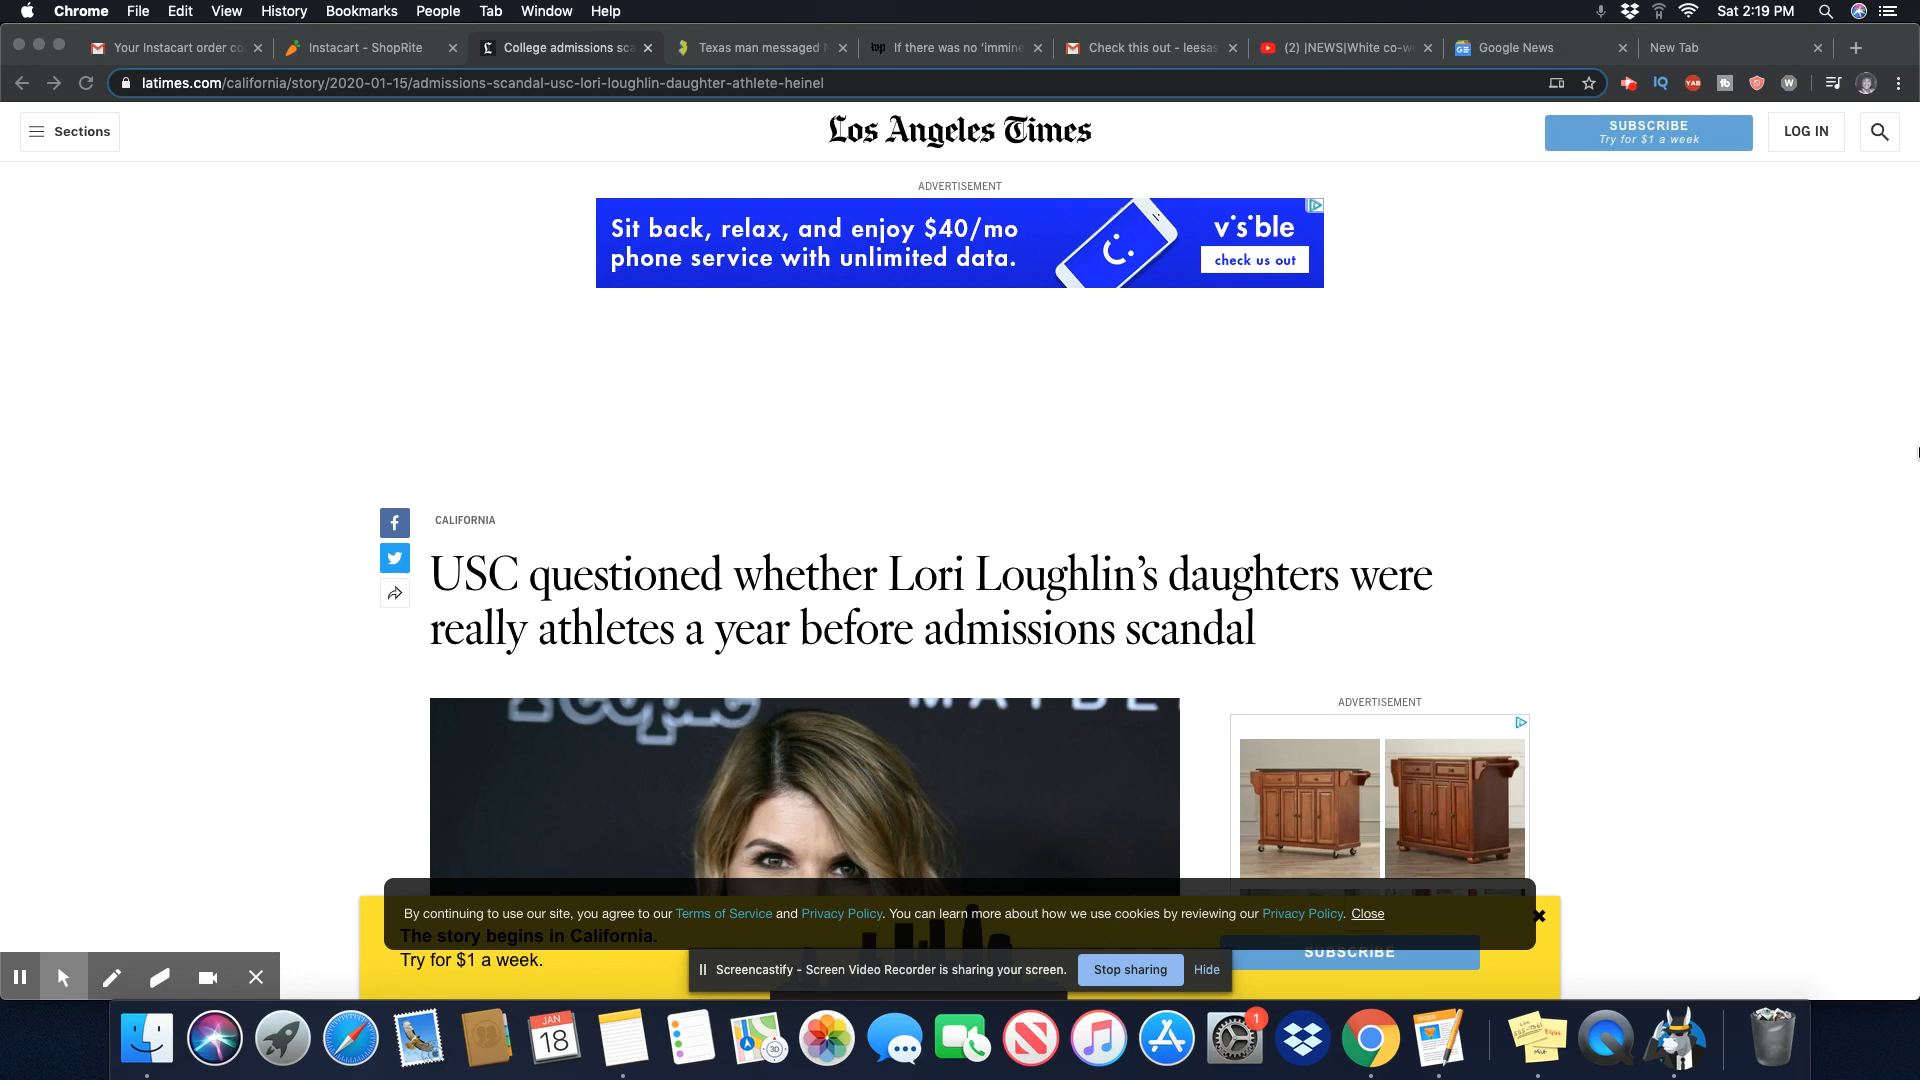 Chrome File Edit View History Bookmarks People Tab Window Help Sat 2:19 PM
Your Instacart order co
Instacart - ShopRite
College admissions sca
Texas man messaged
If there was no ‘immine
Check this out - leesas
(2) |NEWS|White co-w
Google News
New Tab
latimes.com/california/story/2020-01-15/admissions-scandal-usc-lori-loughlin-daughter-athlete-heinel
Sections
Los Angeles Times
SUBSCRIBE
Try for $1 a week
LOG IN
ADVERTISEMENT
Sit back, relax, and enjoy $40/mo
phone service with unlimited data.
visible
check us out
CALIFORNIA
USC questioned whether Lori Loughlin’s daughters were
really athletes a year before admissions scandal
ADVERTISEMENT
By continuing to use our site, you agree to our Terms of Service and Privacy Policy. You can learn more about how we use cookies by reviewing our Privacy Policy. Close
The story begins in California.
Try for $1 a week.
SUBSCRIBE
Screencastify - Screen Video Recorder is sharing your screen.
Stop sharing
Hide
JAN
18
3D
1